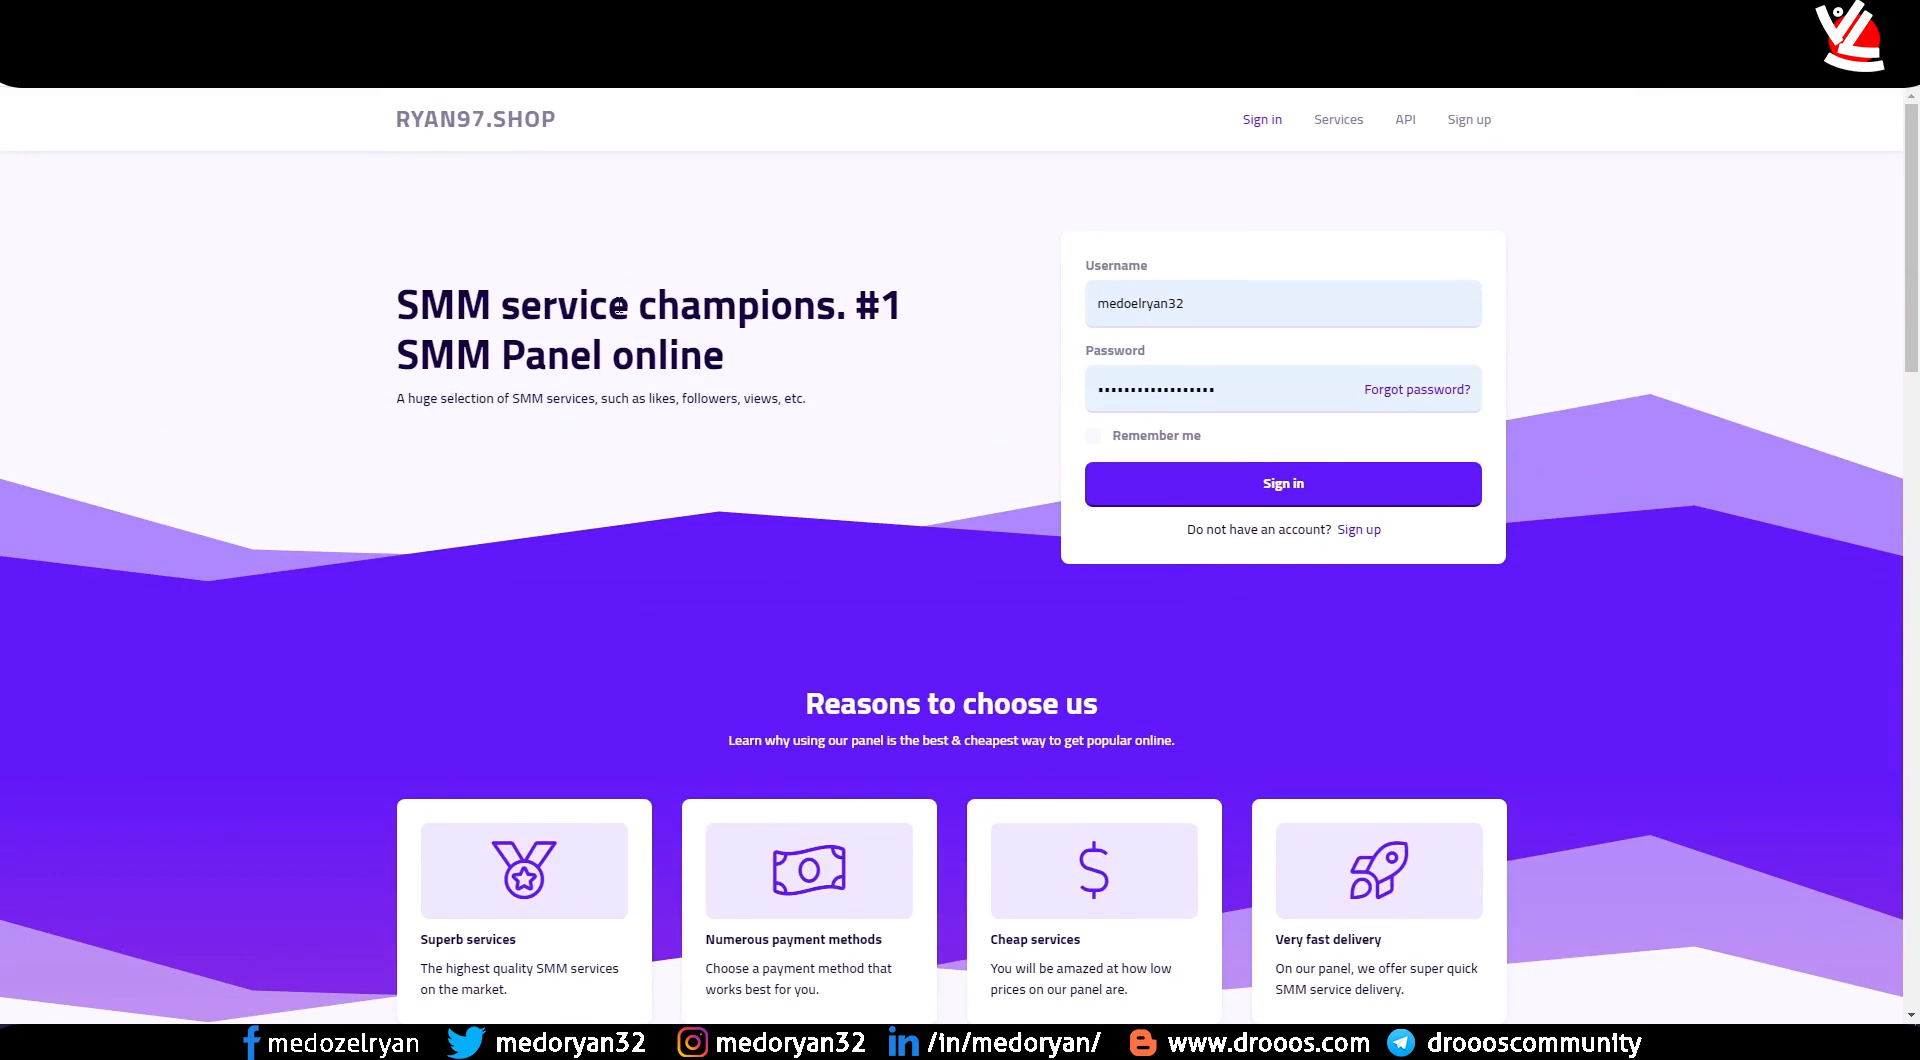 RYAN97.SHOP
Sign in
Services
API
Sign up
SMM service champions. #1
SMM Panel online
A huge selection of SMM services, such as likes, followers, views, etc.
Username
medoelryan32
Password
Forgot password?
Remember me
Sign in
Do not have an account? Sign up
Reasons to choose us
Learn why using our panel is the best & cheapest way to get popular online.
Superb services
The highest quality SMM services
on the market.
Numerous payment methods
Choose a payment method that
works best for you.
Cheap services
You will be amazed at how low
prices on our panel are.
Very fast delivery
On our panel, we offer super quick
SMM service delivery.
medozelryan
medoryan32
medoryan32
/in/medoryan/
www.drooos.com
droooscommunity